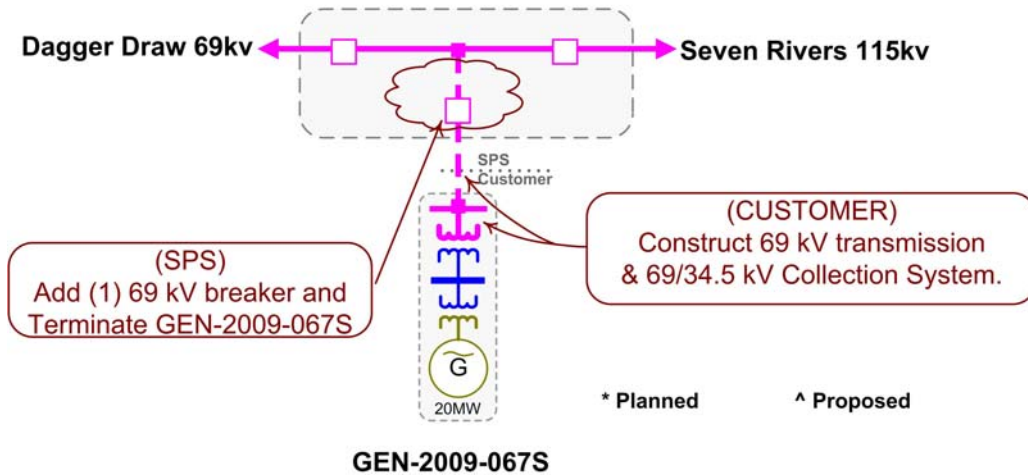 Dagger Draw 69kv
Seven Rivers 115kv
SPS
Customer
(SPS)
Add (1) 69 kV breaker and
Terminate GEN-2009-067S
(CUSTOMER)
Construct 69 kV transmission
& 69/34.5 kV Collection System.
G
20MW
* Planned
^ Proposed
GEN-2009-067S